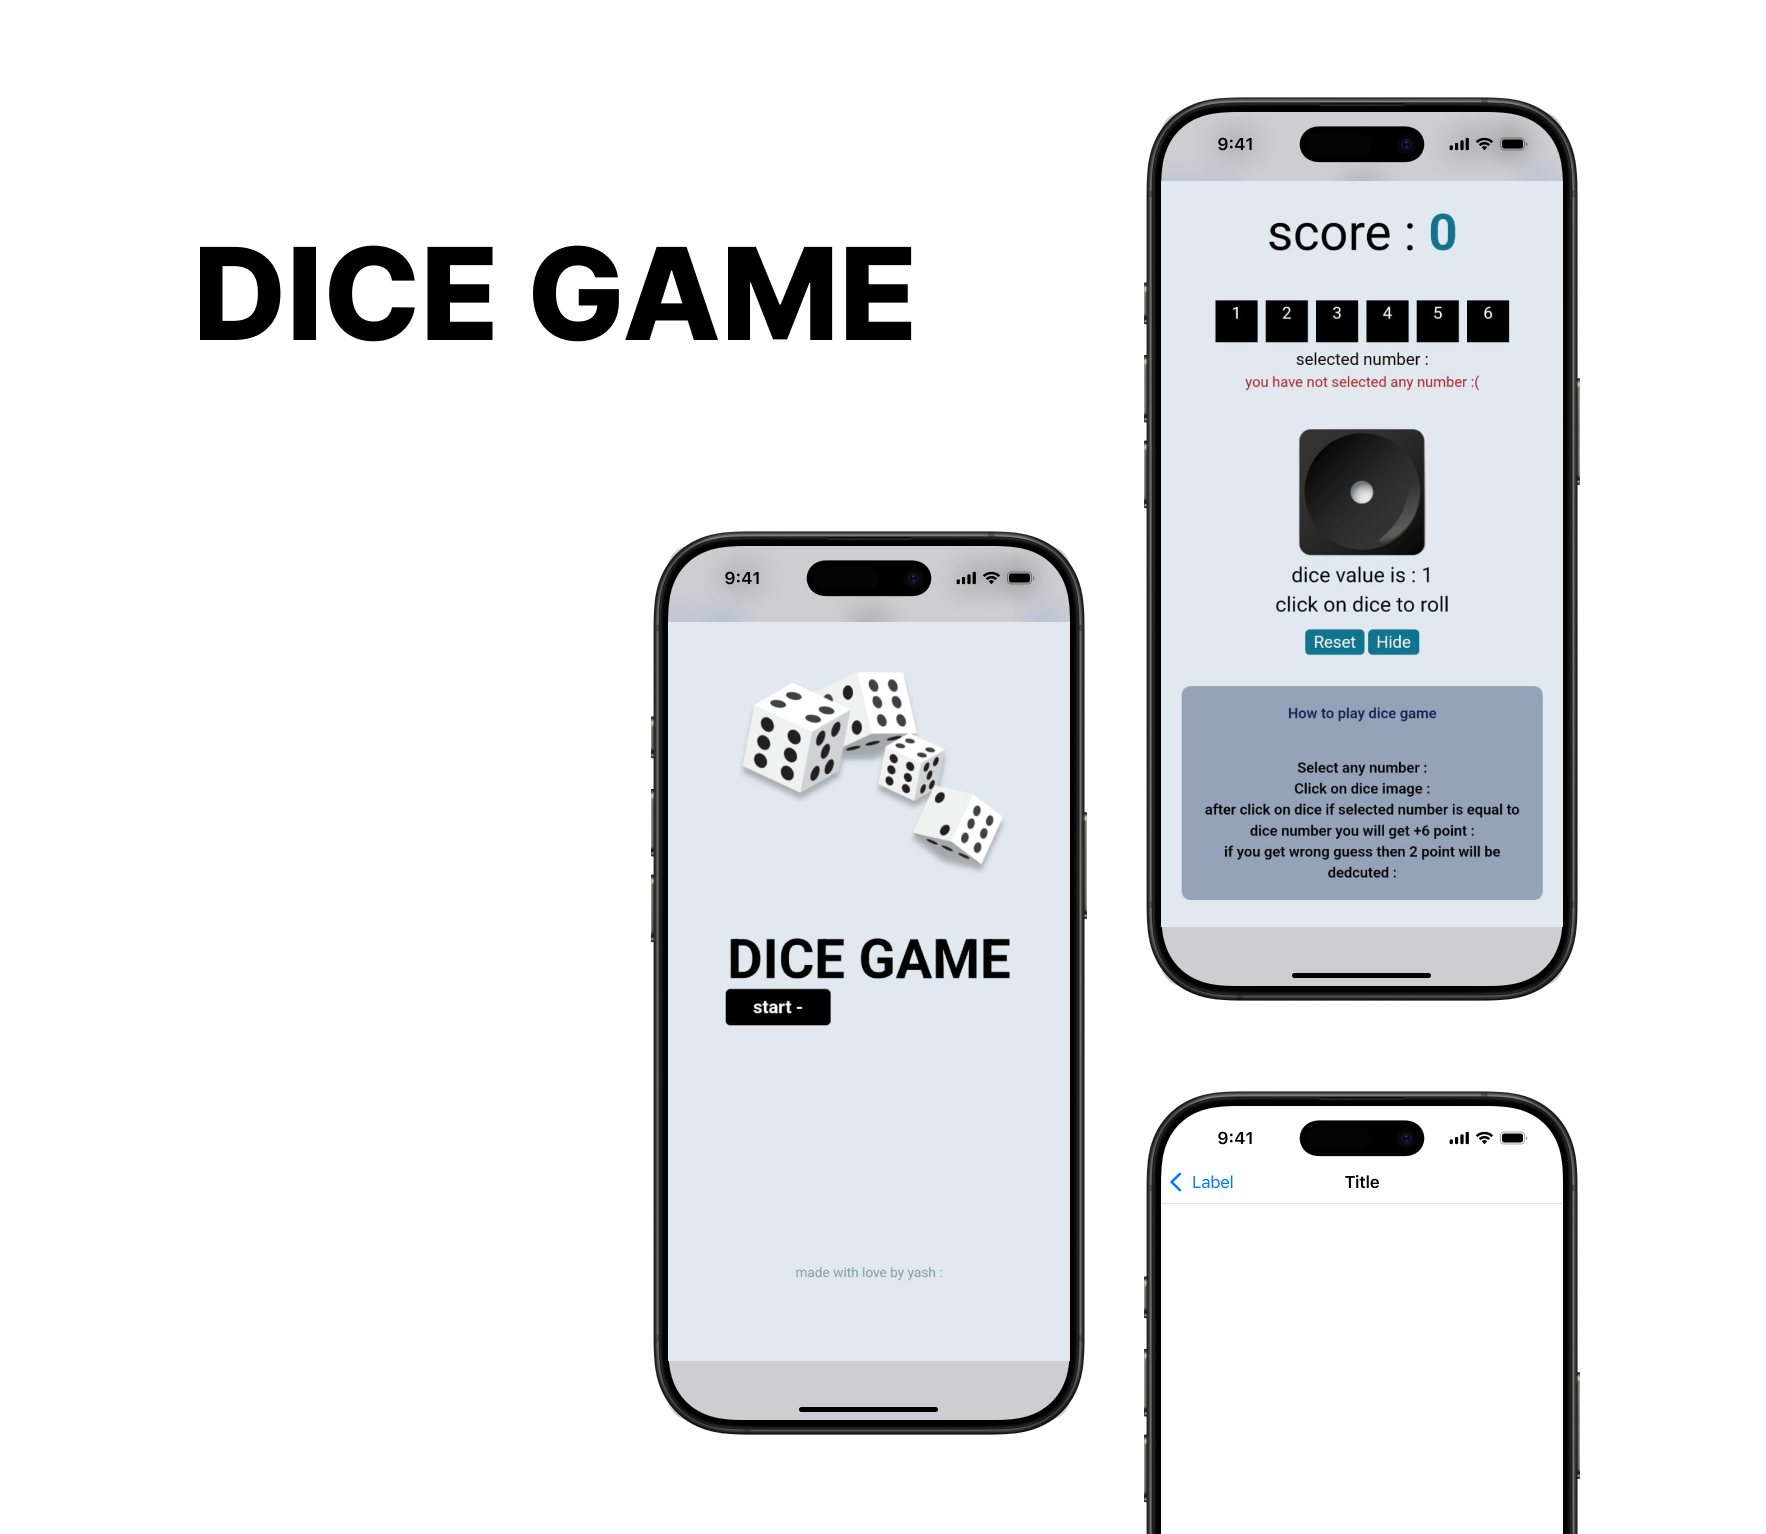 DICE GAME
9:41
score : 0
1 2 3 4 5 6
selected number :
you have not selected any number :(
dice value is : 1
click on dice to roll
Reset Hide
How to play dice game
Select any number :
Click on dice image :
after click on dice if selected number is equal to
dice number you will get +6 point :
if you get wrong guess then 2 point will be
dedcuted :
9:41
DICE GAME
start -
made with love by yash :
9:41
Label
Title